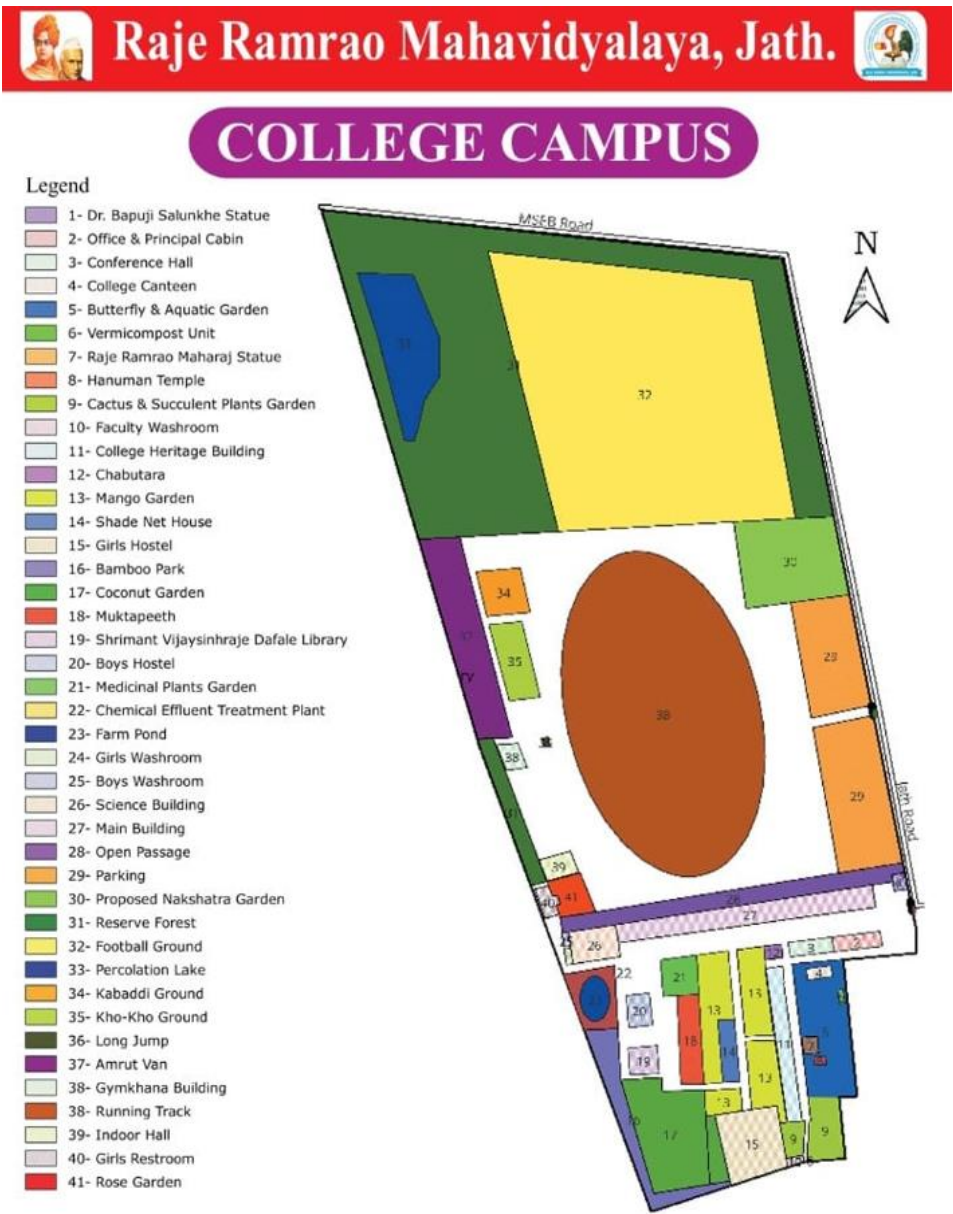 Raje Ramrao Mahavidyalaya, Jath.
COLLEGE CAMPUS
Legend
1- Dr. Bapuji Salunkhe Statue
2- Office & Principal Cabin
3- Conference Hall
4- College Canteen
5- Butterfly & Aquatic Garden
6- Vermicompost Unit
7- Raje Ramrao Maharaj Statue
8- Hanuman Temple
9- Cactus & Succulent Plants Garden
10- Faculty Washroom
11- College Heritage Building
12- Chabutara
13- Mango Garden
14- Shade Net House
15- Girls Hostel
16- Bamboo Park
17- Coconut Garden
18- Muktapeeth
19- Shrimant Vijaysinhraje Dafale Library
20- Boys Hostel
21- Medicinal Plants Garden
22- Chemical Effluent Treatment Plant
23- Farm Pond
24- Girls Washroom
25- Boys Washroom
26- Science Building
27- Main Building
28- Open Passage
29- Parking
30- Proposed Nakshatra Garden
31- Reserve Forest
32- Football Ground
33- Percolation Lake
34- Kabaddi Ground
35- Kho-Kho Ground
36- Long Jump
37- Amrut Van
38- Gymkhana Building
38- Running Track
39- Indoor Hall
40- Girls Restroom
41- Rose Garden
MSEB Road
N
33
31
32
30
34
29
35
38
38
29
Jath Road
31
39
41
28
27
26
3
2
22
4
21
13
13
20
18
14
11
19
13
13
17
15
9
9